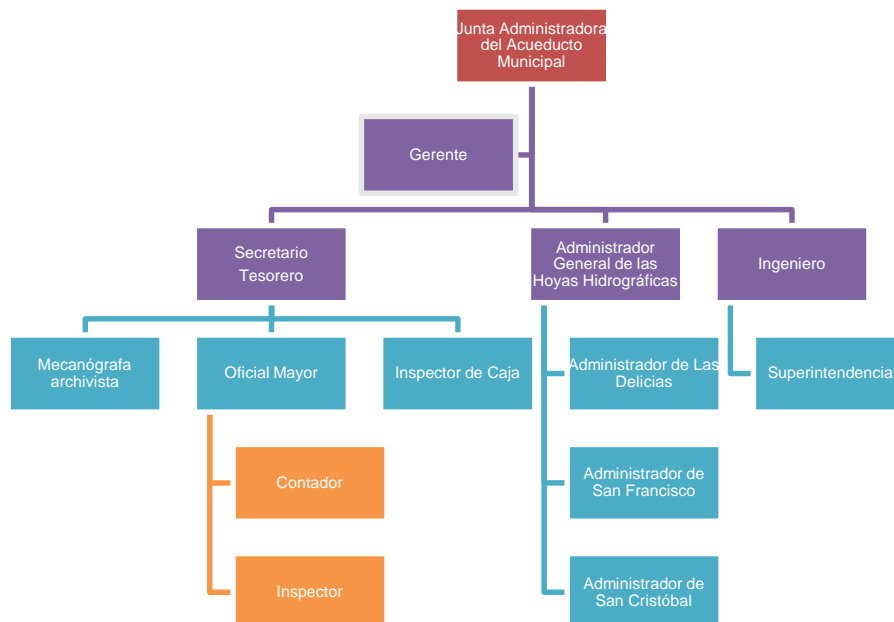 Junta Administradora
del Acueducto
Municipal
Gerente
Secretario
Tesorero
Administrador
General de las
Hoyas Hidrográficas
Ingeniero
Mecanógrafa
archivista
Oficial Mayor
Inspector de Caja
Administrador de Las
Delicias
Superintendencia
Contador
Administrador de
San Francisco
Inspector
Administrador de
San Cristóbal